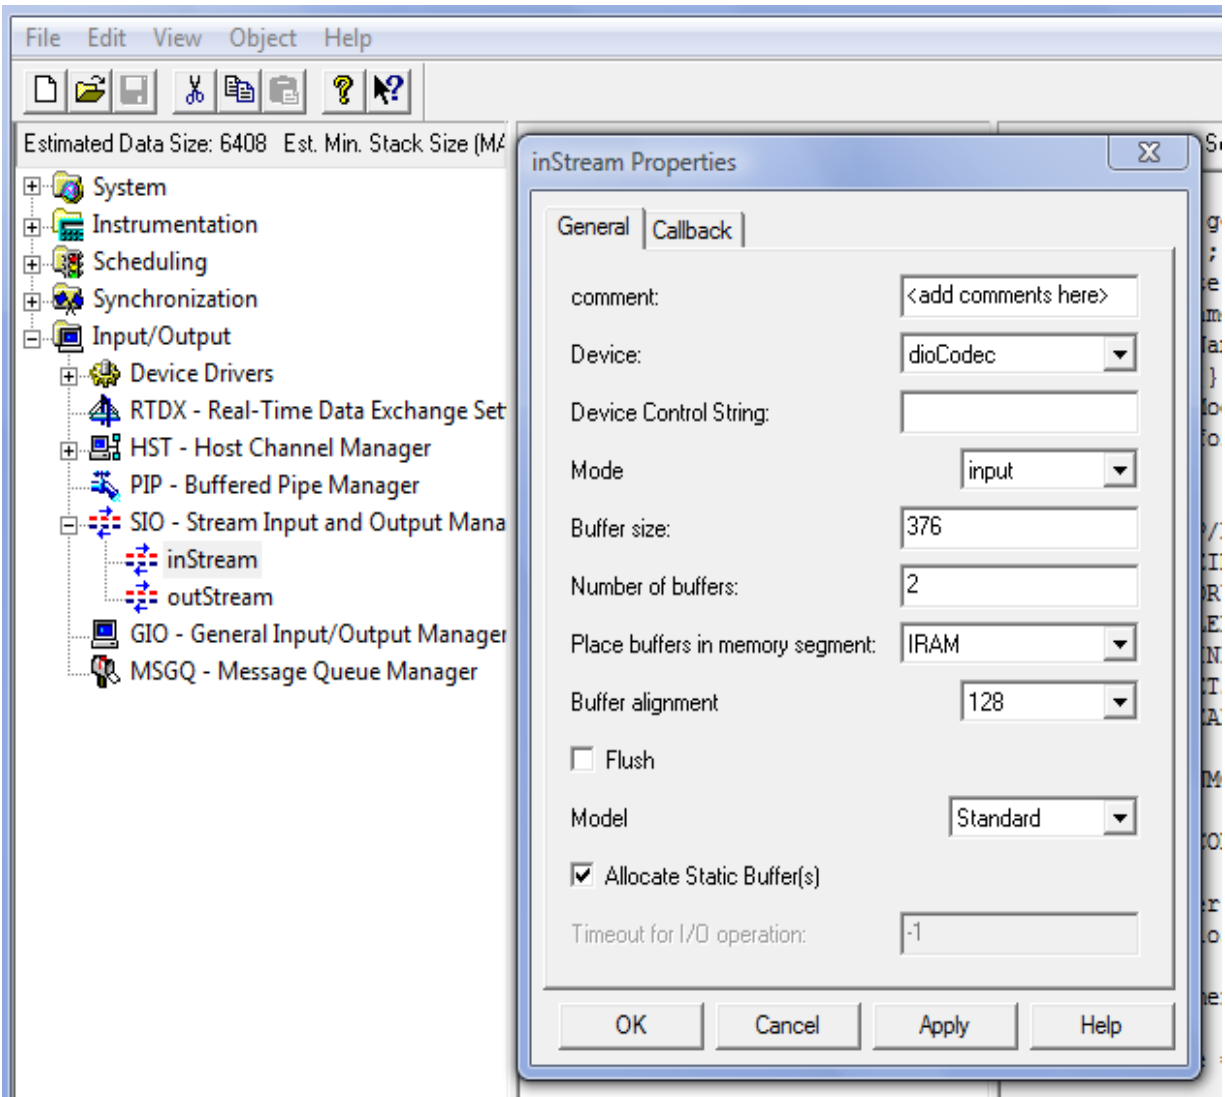 File Edit View Object Help
Estimated Data Size: 6408 Est. Min. Stack Size (MA
System
Instrumentation
Scheduling
Synchronization
Input/Output
Device Drivers
RTDX - Real-Time Data Exchange Set
HST - Host Channel Manager
PIP - Buffered Pipe Manager
SIO - Stream Input and Output Mana
inStream
outStream
GIO - General Input/Output Manager
MSGQ - Message Queue Manager
inStream Properties
General Callback
comment: <add comments here>
Device: dioCodec
Device Control String:
Mode input
Buffer size: 376
Number of buffers: 2
Place buffers in memory segment: IRAM
Buffer alignment 128
Flush
Model Standard
Allocate Static Buffer(s)
Timeout for I/O operation: -1
OK Cancel Apply Help